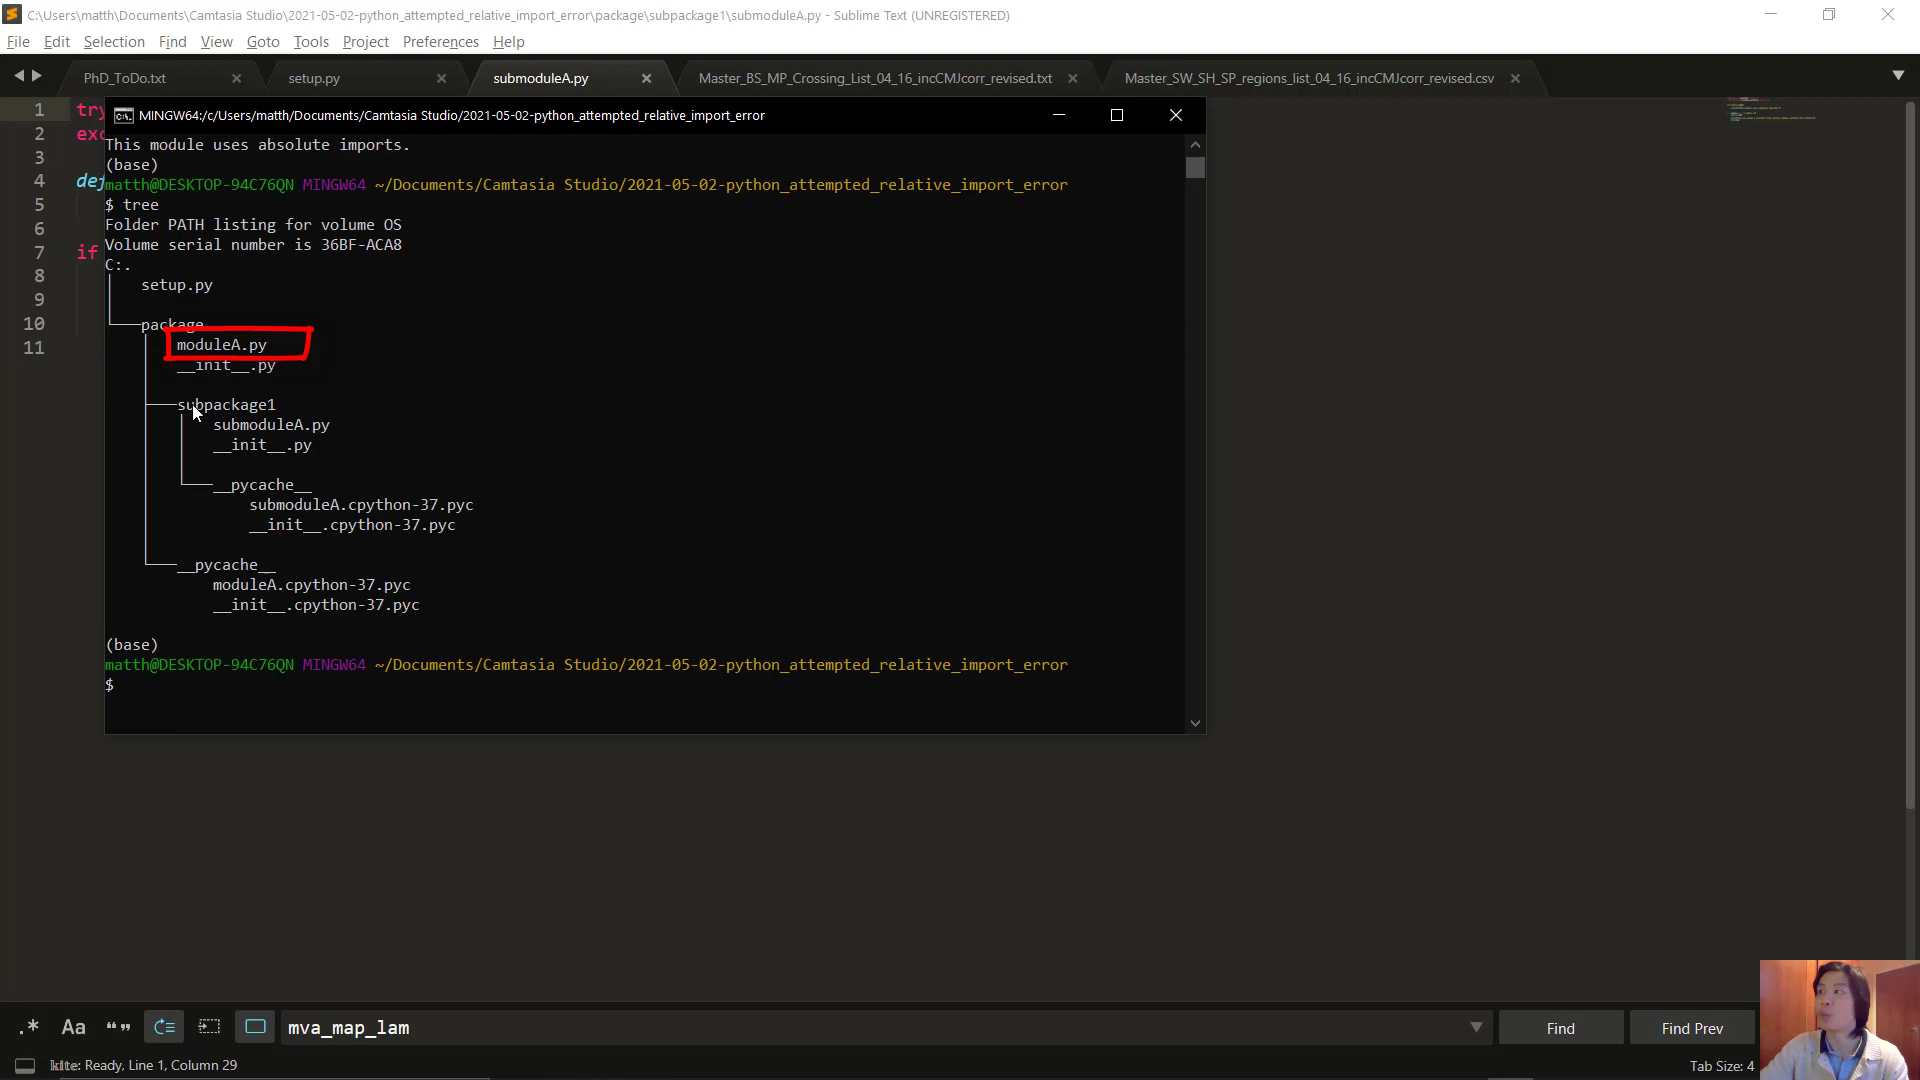 C:\Users\matth\Documents\Camtasia Studio\2021-05-02-python_attempted_relative_import_error\package\subpackage1\submoduleA.py - Sublime Text (UNREGISTERED)
File Edit Selection Find View Goto Tools Project Preferences Help
PhD_ToDo.txt setup.py submoduleA.py Master_BS_MP_Crossing_List_04_16_incCMJcorr_revised.txt Master_SW_SH_SP_regions_list_04_16_incCMJcorr_revised.csv
1 try
2 exc
3
4 def
5
6
7 if
8
9
10
11
MINGW64:/c/Users/matth/Documents/Camtasia Studio/2021-05-02-python_attempted_relative_import_error
This module uses absolute imports.
(base)
matth@DESKTOP-94C76QN MINGW64 ~/Documents/Camtasia Studio/2021-05-02-python_attempted_relative_import_error
$ tree
Folder PATH listing for volume OS
Volume serial number is 36BF-ACA8
C:.
setup.py
package
moduleA.py
__init__.py
subpackage1
submoduleA.py
__init__.py
__pycache__
submoduleA.cpython-37.pyc
__init__.cpython-37.pyc
__pycache__
moduleA.cpython-37.pyc
__init__.cpython-37.pyc
(base)
matth@DESKTOP-94C76QN MINGW64 ~/Documents/Camtasia Studio/2021-05-02-python_attempted_relative_import_error
$
.* Aa “” mva_map_lam Find Find Prev
kite: Ready, Line 1, Column 29 Tab Size: 4